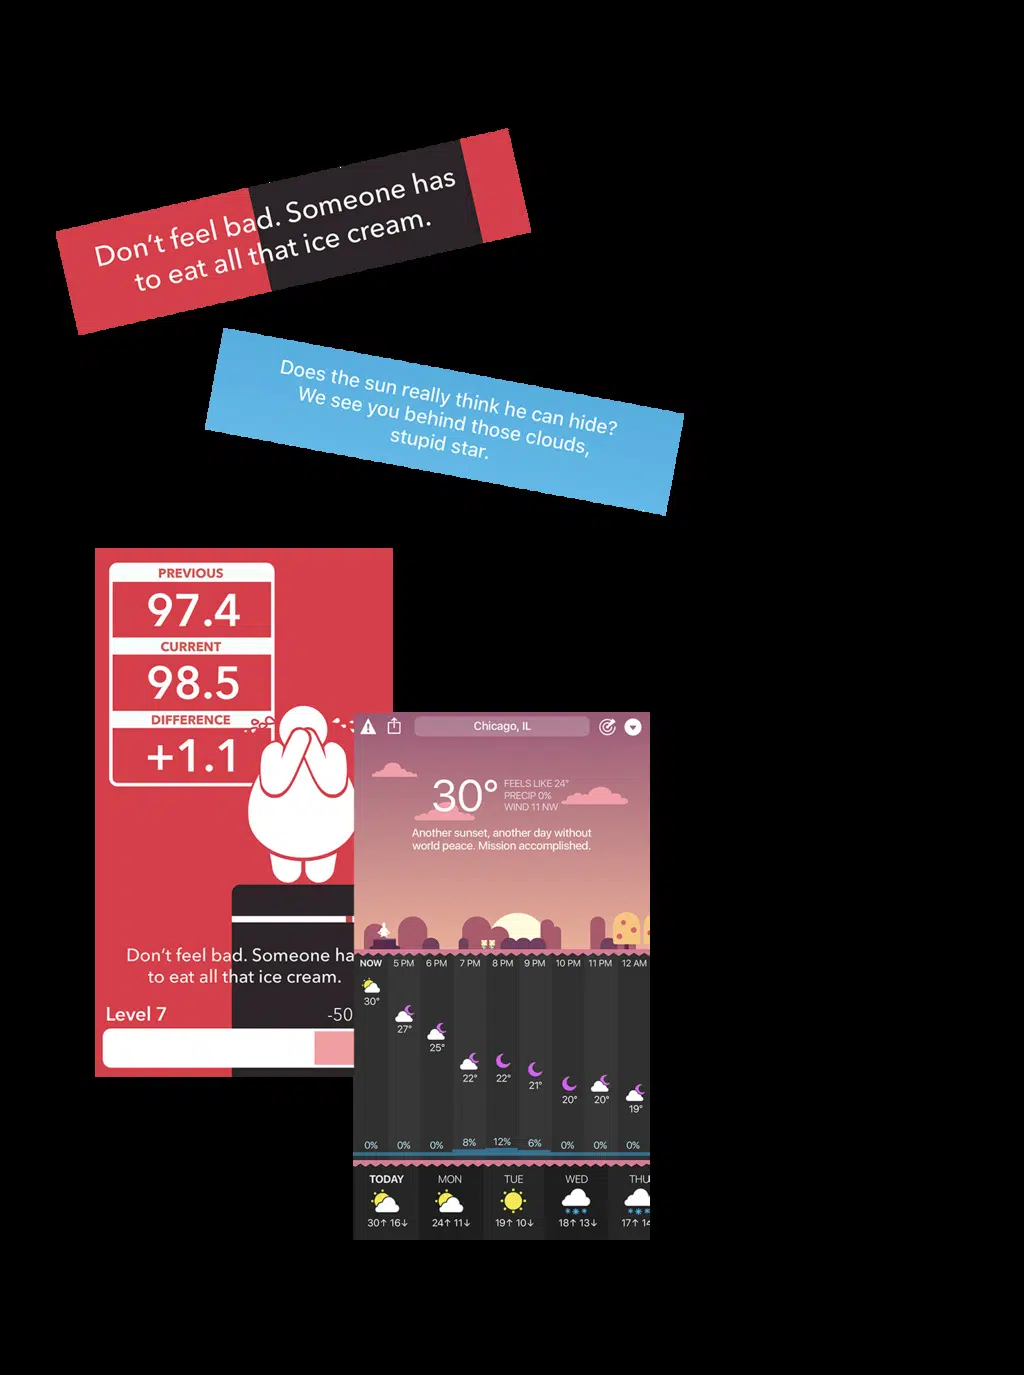 Don't feel bad. Someone has
to eat all that ice cream.
Does the sun really think he can hide?
We see you behind those clouds,
stupid star.
PREVIOUS
97.4
CURRENT
98.5
DIFFERENCE
+1.1
Don't feel bad. Someone ha
to eat all that ice cream.
Level 7 -50
Chicago, IL
30° FEELS LIKE 24°
PRECIP 0%
WIND 11 NW
Another sunset, another day without
world peace. Mission accomplished.
NOW 5 PM 6 PM 7 PM 8 PM 9 PM 10 PM 11 PM 12 AM
30° 27° 25° 22° 22° 21° 20° 20° 19°
0% 0% 0% 8% 12% 6% 0% 0% 0%
TODAY MON TUE WED THU
30↑ 16↓ 24↑ 11↓ 19↑ 10↓ 18↑ 13↓ 17↑ 14